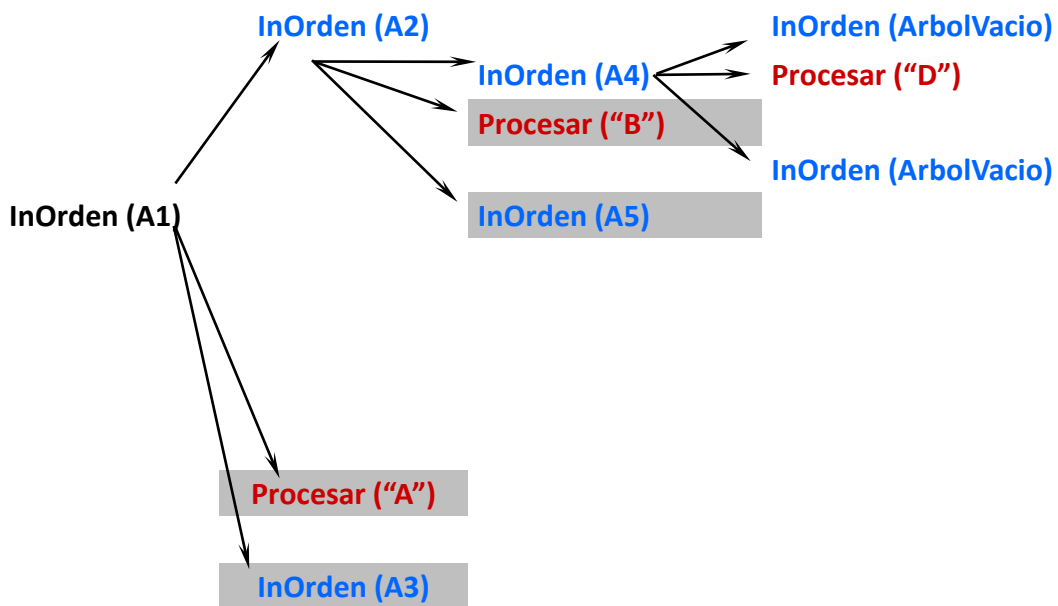 InOrden (A2)
InOrden (ArbolVacio)
InOrden (A4)
Procesar (“D”)
Procesar (“B”)
InOrden (ArbolVacio)
InOrden (A1)
InOrden (A5)
Procesar (“A”)
InOrden (A3)